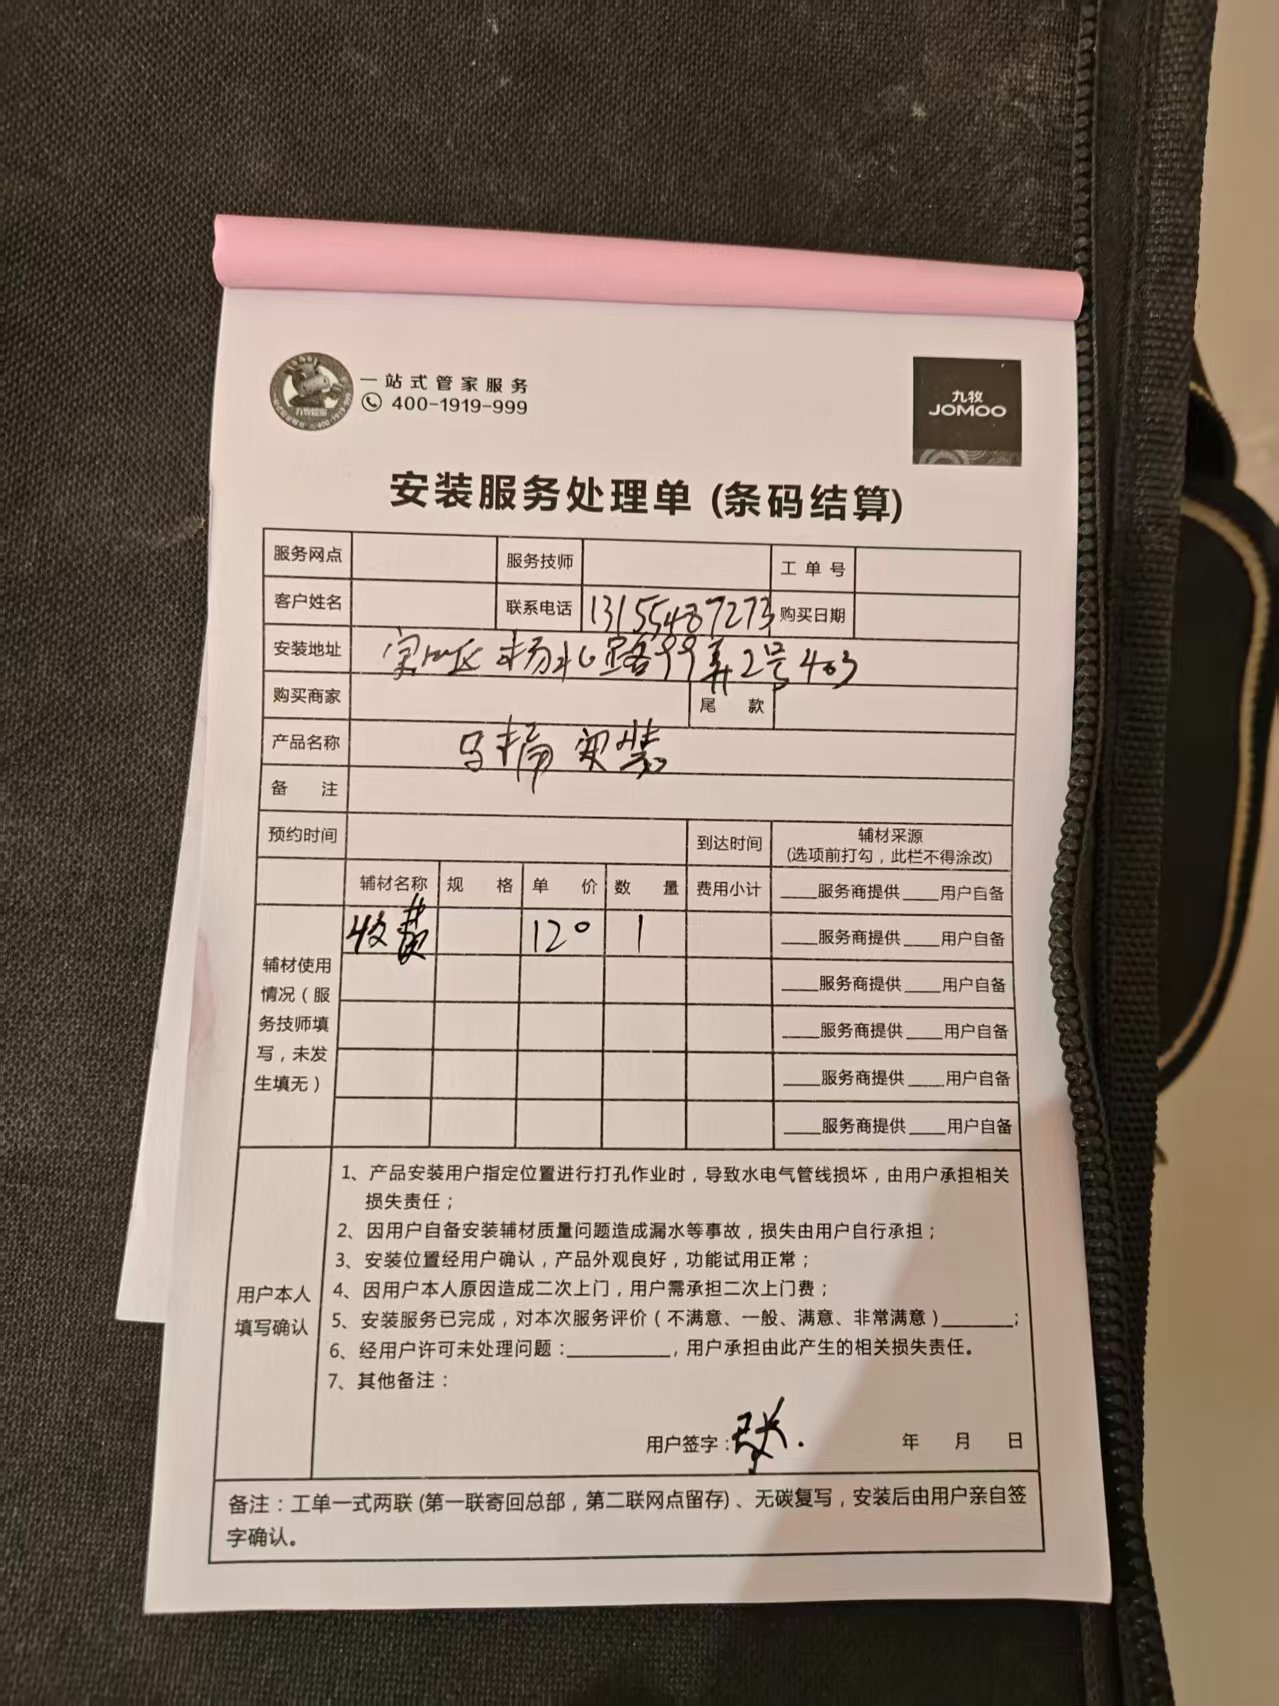 一站式管家服务
400-1919-999
九牧
JOMOO
安装服务处理单 (条码结算)
服务网点 服务技师 工单号
客户姓名 联系电话 13155487273 购买日期
安装地址 宝山区杨北路99弄2号403
购买商家 尾 款
产品名称 马桶安装
备 注
预约时间 到达时间 辅材采源
(选项前打勾，此栏不得涂改)
辅材名称 规 格 单 价 数 量 费用小计 ____服务商提供 ____用户自备
收费 120 1 ____服务商提供 ____用户自备
辅材使用情况（服务技师填写，未发生填无）
____服务商提供 ____用户自备
____服务商提供 ____用户自备
____服务商提供 ____用户自备
____服务商提供 ____用户自备
用户本人填写确认
1、产品安装用户指定位置进行打孔作业时，导致水电气管线损坏，由用户承担相关
损失责任；
2、因用户自备安装辅材质量问题造成漏水等事故，损失由用户自行承担；
3、安装位置经用户确认，产品外观良好，功能试用正常；
4、因用户本人原因造成二次上门，用户需承担二次上门费；
5、安装服务已完成，对本次服务评价（不满意、一般、满意、非常满意）________；
6、经用户许可未处理问题：___________，用户承担由此产生的相关损失责任。
7、其他备注：
用户签字： 年 月 日
备注：工单一式两联 (第一联寄回总部，第二联网点留存) 、无碳复写，安装后由用户亲自签
字确认。